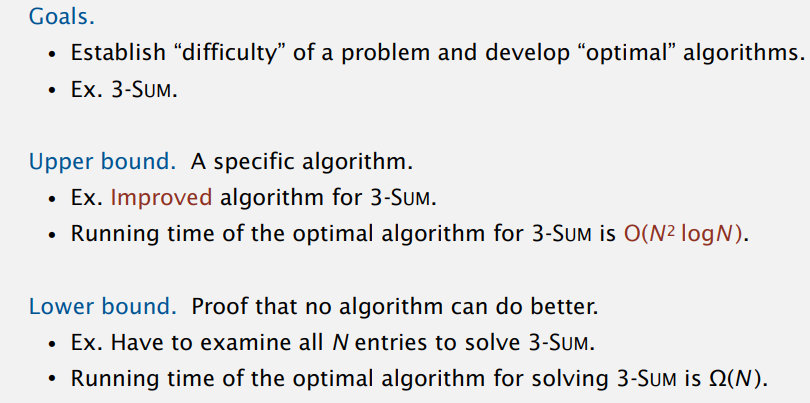 Goals.
• Establish “difficulty” of a problem and develop “optimal” algorithms.
• Ex. 3-SUM.
Upper bound. A specific algorithm.
• Ex. Improved algorithm for 3-SUM.
• Running time of the optimal algorithm for 3-SUM is O(N² logN).
Lower bound. Proof that no algorithm can do better.
• Ex. Have to examine all N entries to solve 3-SUM.
• Running time of the optimal algorithm for solving 3-SUM is Ω(N).